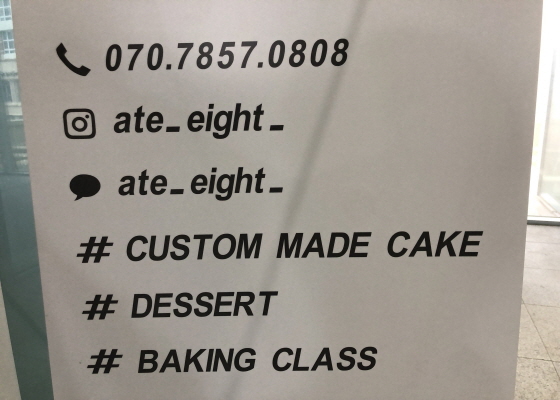 070.7857.0808
ate_eight_
ate_eight_
# CUSTOM MADE CAKE
# DESSERT
# BAKING CLASS